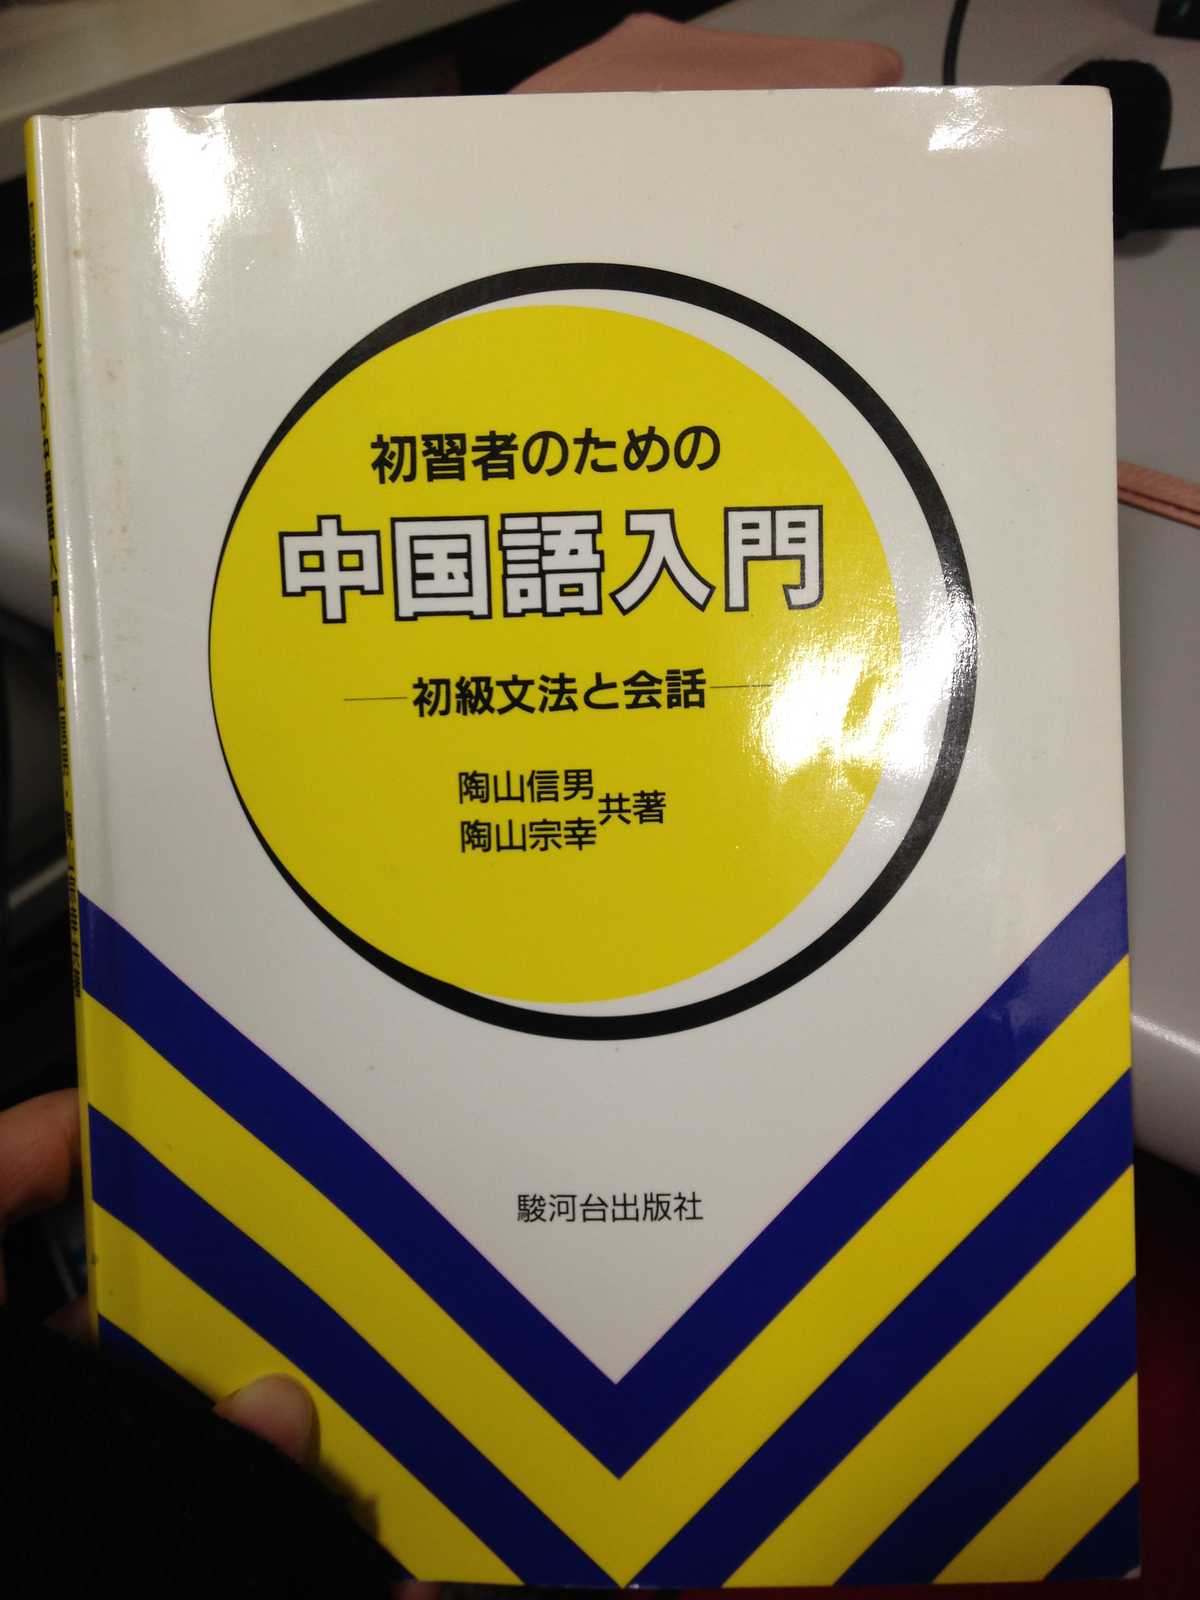 初習者のための
中国語入門
初級文法と会話
陶山信男
陶山宗幸
共著
駿河台出版社